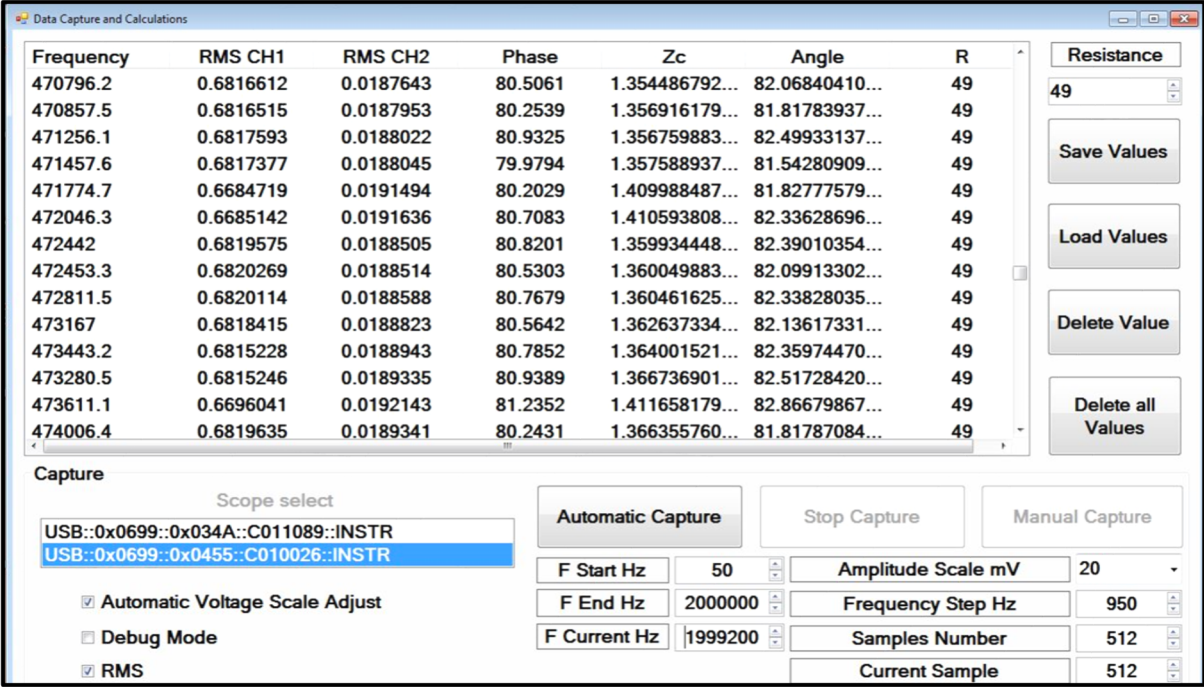 Data Capture and Calculations
Frequency RMS CH1 RMS CH2 Phase Zc Angle R
470796.2 0.6816612 0.0187643 80.5061 1.354486792... 82.06840410... 49
470857.5 0.6816515 0.0187953 80.2539 1.356916179... 81.81783937... 49
471256.1 0.6817593 0.0188022 80.9325 1.356759883... 82.49933137... 49
471457.6 0.6817377 0.0188045 79.9794 1.357588937... 81.54280909... 49
471774.7 0.6684719 0.0191494 80.2029 1.409988487... 81.82777579... 49
472046.3 0.6685142 0.0191636 80.7083 1.410593808... 82.33628696... 49
472442 0.6819575 0.0188505 80.8201 1.359934448... 82.39010354... 49
472453.3 0.6820269 0.0188514 80.5303 1.360049883... 82.09913302... 49
472811.5 0.6820114 0.0188588 80.7679 1.360461625... 82.33828035... 49
473167 0.6818415 0.0188823 80.5642 1.362637334... 82.13617331... 49
473443.2 0.6815228 0.0188943 80.7852 1.364001521... 82.35974470... 49
473280.5 0.6815246 0.0189335 80.9389 1.366736901... 82.51728420... 49
473611.1 0.6696041 0.0192143 81.2352 1.411658179... 82.86679867... 49
474006.4 0.6819635 0.0189341 80.2431 1.366355760... 81.81787084... 49
Resistance
49
Save Values
Load Values
Delete Value
Delete all
Values
Capture
Scope select
USB::0x0699::0x034A::C011089::INSTR
USB::0x0699::0x0455::C010026::INSTR
Automatic Voltage Scale Adjust
Debug Mode
RMS
Automatic Capture
Stop Capture
Manual Capture
F Start Hz 50
F End Hz 2000000
F Current Hz 1999200
Amplitude Scale mV 20
Frequency Step Hz 950
Samples Number 512
Current Sample 512